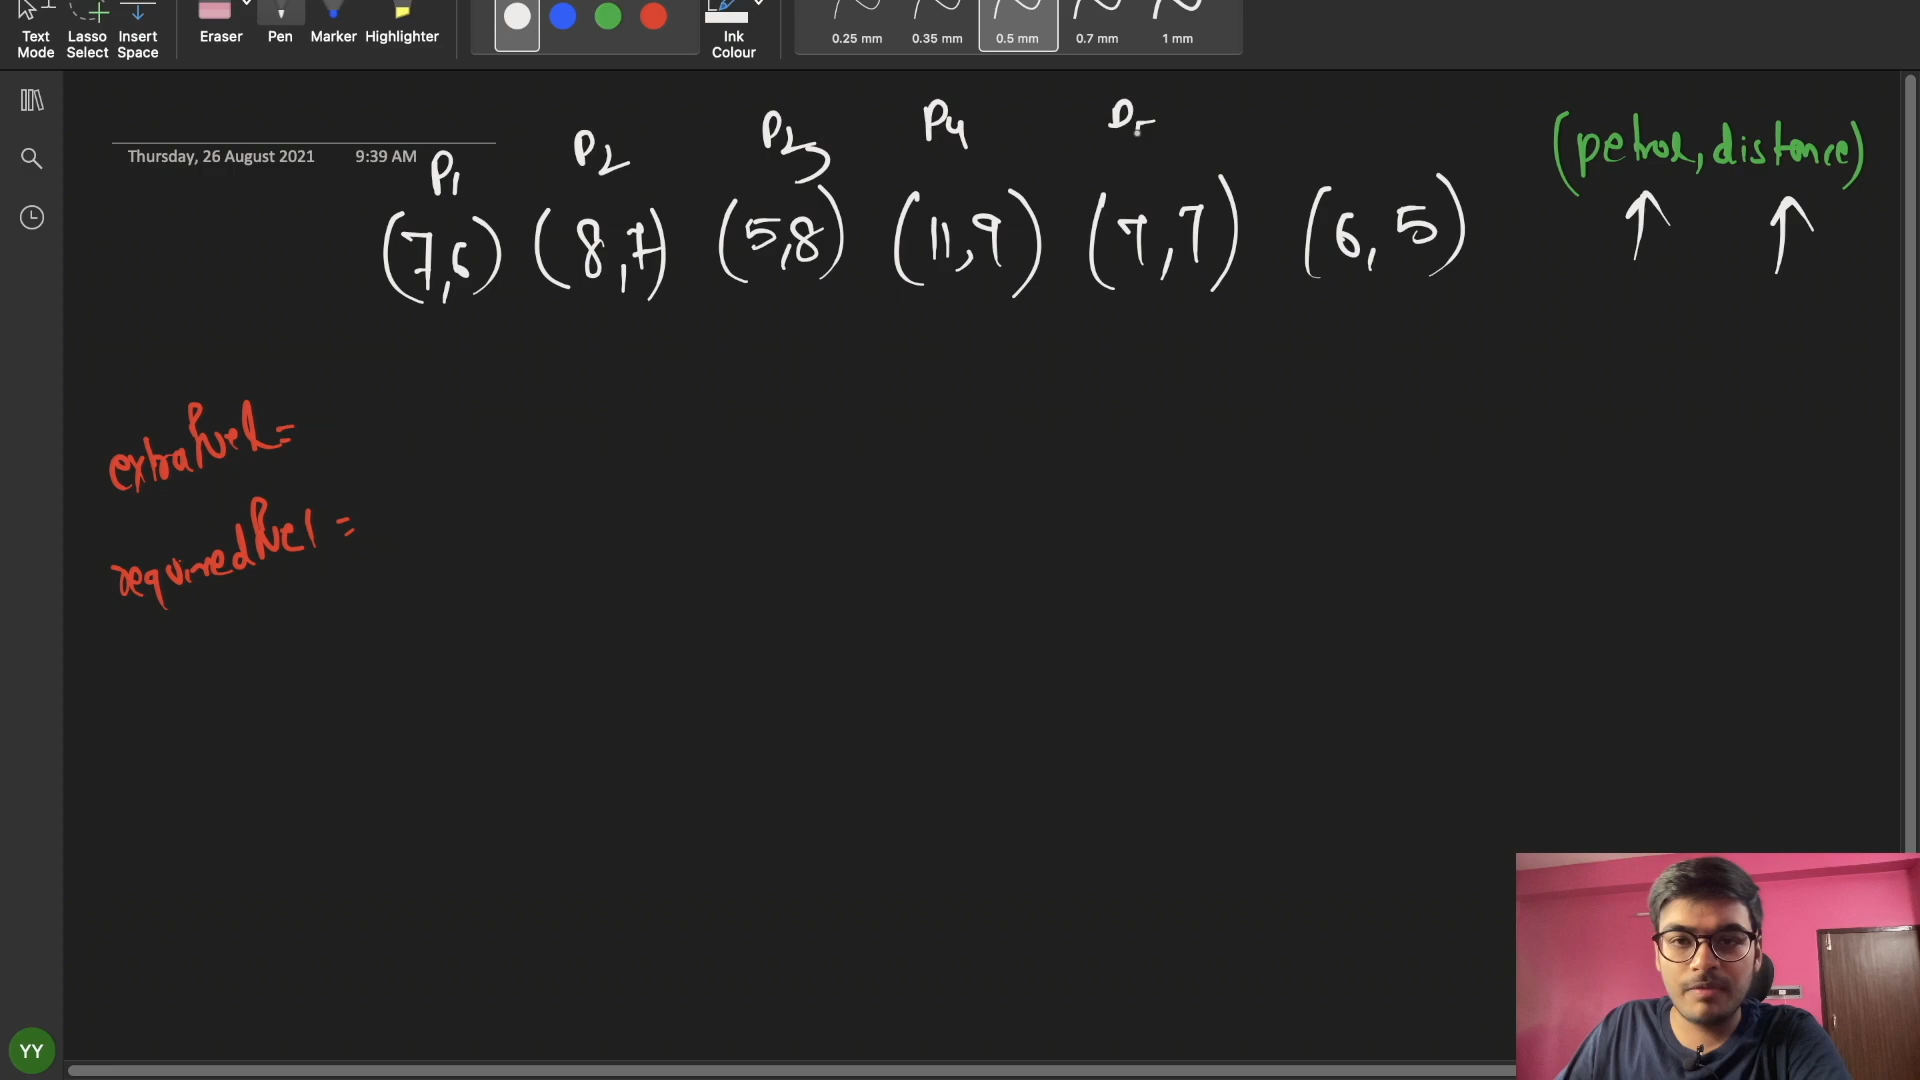 Text Mode
Lasso Select
Insert Space
Eraser
Pen
Marker
Highlighter
Ink Colour
0.25 mm
0.35 mm
0.5 mm
0.7 mm
1 mm
Thursday, 26 August 2021 9:39 AM
P1 P2 P3 P4
(7,6) (8,7) (5,8) (11,9) (7,7) (6,5)
(petrol, distance)
extrafuel =
requiredfuel =
YY